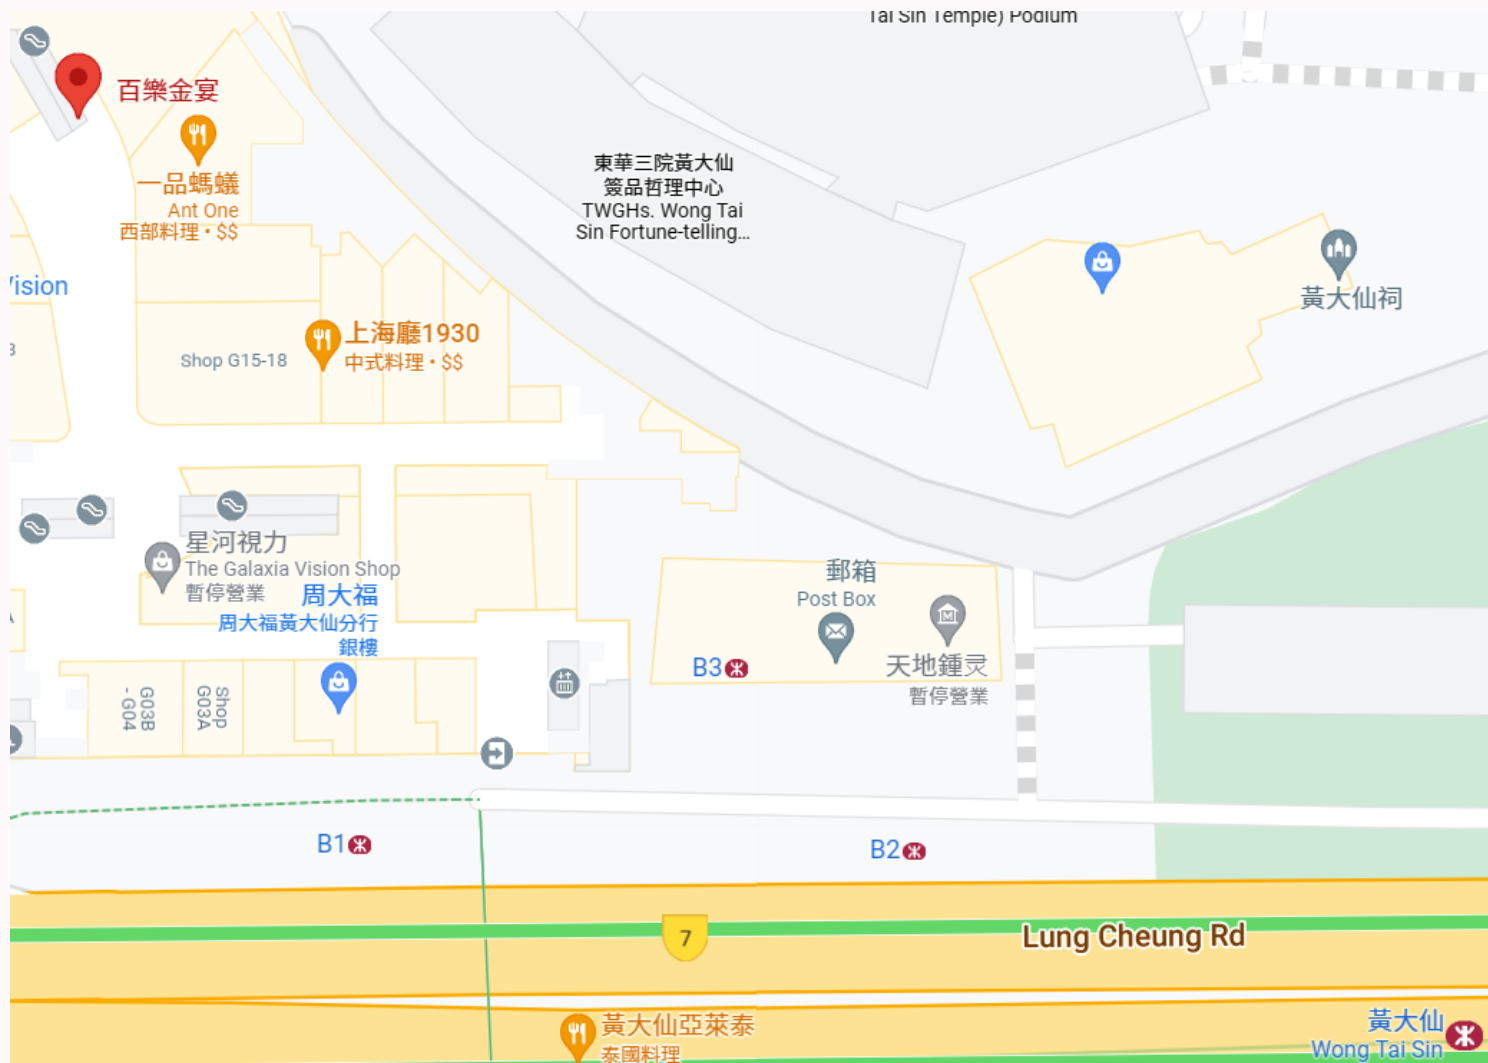 Tai Sin Temple) Podium
百樂金宴
一品螞蟻
Ant One
西部料理・$$
東華三院黃大仙
簽品哲理中心
TWGHs. Wong Tai
Sin Fortune-telling...
黃大仙祠
Vision
上海廳1930
中式料理・$$
Shop G15-18
星河視力
The Galaxia Vision Shop
暫停營業
周大福
周大福黃大仙分行
銀樓
郵箱
Post Box
B3
天地鍾灵
暫停營業
G03B
- G04
Shop
G03A
B1
B2
7
Lung Cheung Rd
黃大仙亞萊泰
泰國料理
黃大仙
Wong Tai Sin